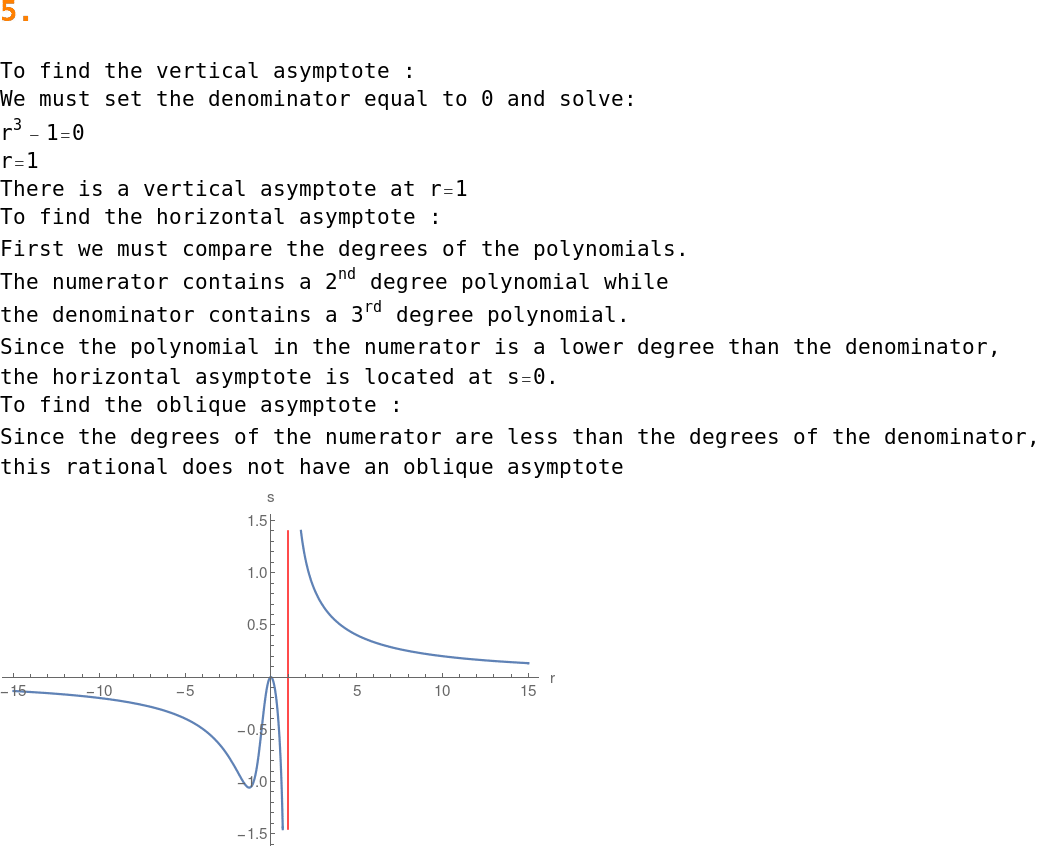 5.
To find the vertical asymptote :
We must set the denominator equal to 0 and solve:
r³ – 1=0
r=1
There is a vertical asymptote at r=1
To find the horizontal asymptote :
First we must compare the degrees of the polynomials.
The numerator contains a 2ⁿᵈ degree polynomial while
the denominator contains a 3ʳᵈ degree polynomial.
Since the polynomial in the numerator is a lower degree than the denominator,
the horizontal asymptote is located at s=0.
To find the oblique asymptote :
Since the degrees of the numerator are less than the degrees of the denominator,
this rational does not have an oblique asymptote
s
1.5
1.0
0.5
−15 −10 −5 5 10 15 r
−0.5
−1.0
−1.5